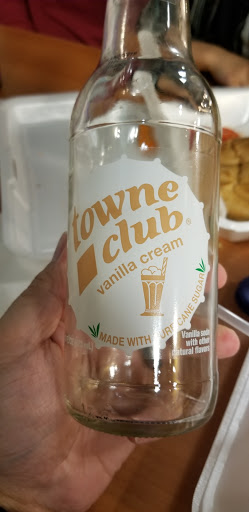 towne
club®
vanilla cream
MADE WITH PURE CANE SUGAR
Vanilla soda
with other
natural flavors